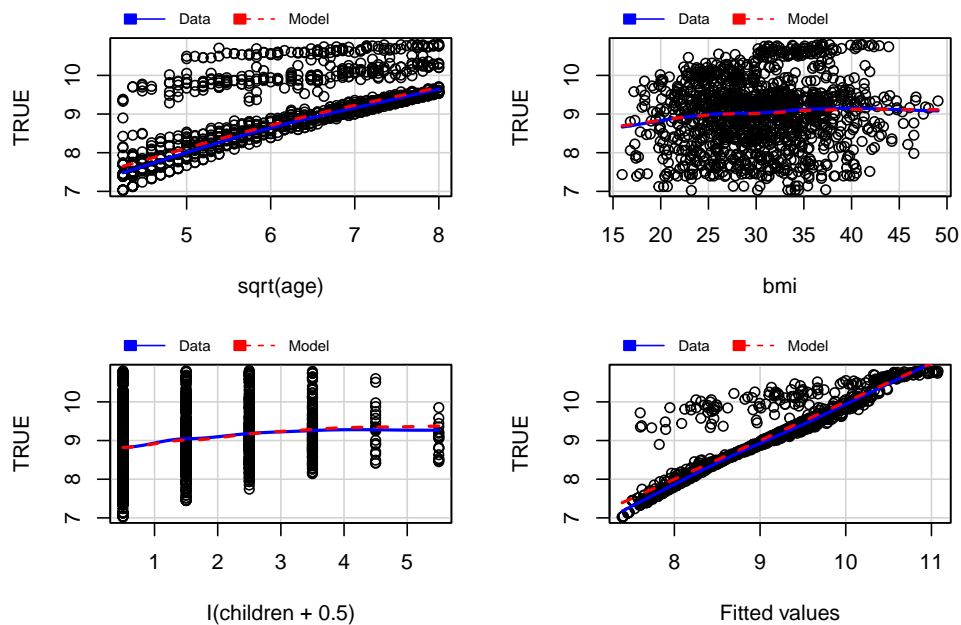 Data Model
TRUE
10
9
8
7
5 6 7 8
sqrt(age)
Data Model
TRUE
10
9
8
7
15 20 25 30 35 40 45 50
bmi
Data Model
TRUE
10
9
8
7
1 2 3 4 5
I(children + 0.5)
Data Model
TRUE
10
9
8
7
8 9 10 11
Fitted values